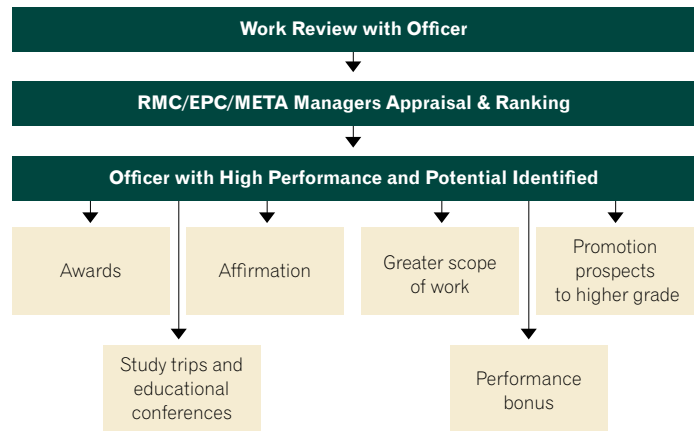 Work Review with Officer
RMC/EPC/META Managers Appraisal & Ranking
Officer with High Performance and Potential Identified
Awards
Affirmation
Greater scope
of work
Promotion
prospects
to higher grade
Study trips and
educational
conferences
Performance
bonus